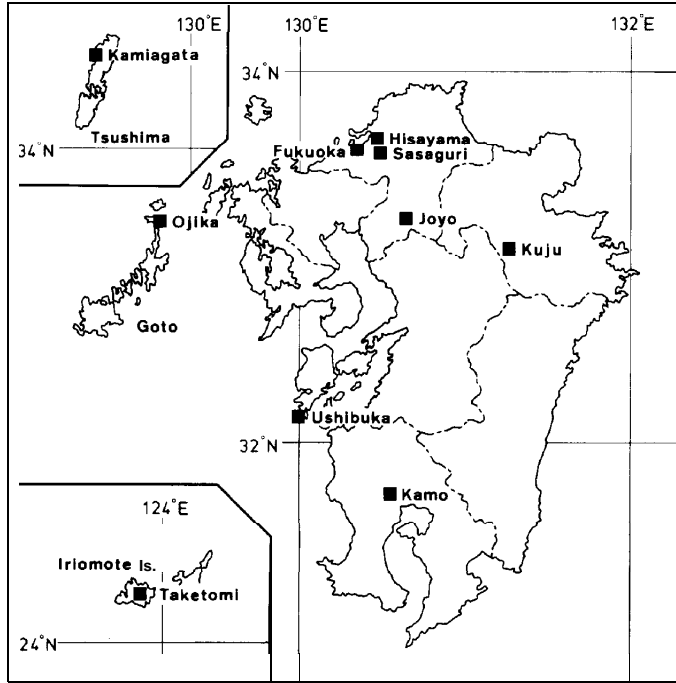 130°E
130°E
132°E
Kamiagata
34°N
Tsushima
34°N
Hisayama
Fukuoka
Sasaguri
Ojika
Joyo
Kuju
Goto
Ushibuka
32°N
Kamo
124°E
Iriomote Is.
Taketomi
24°N